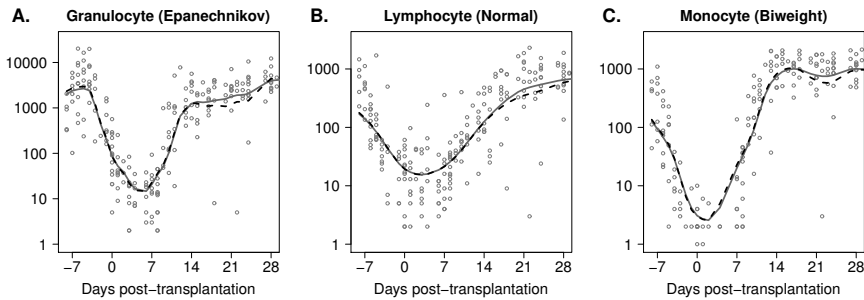 A. Granulocyte (Epanechnikov)
10000
1000
100
10
1
−7 0 7 14 21 28
Days post−transplantation
B. Lymphocyte (Normal)
1000
100
10
1
−7 0 7 14 21 28
Days post−transplantation
C. Monocyte (Biweight)
1000
100
10
1
−7 0 7 14 21 28
Days post−transplantation